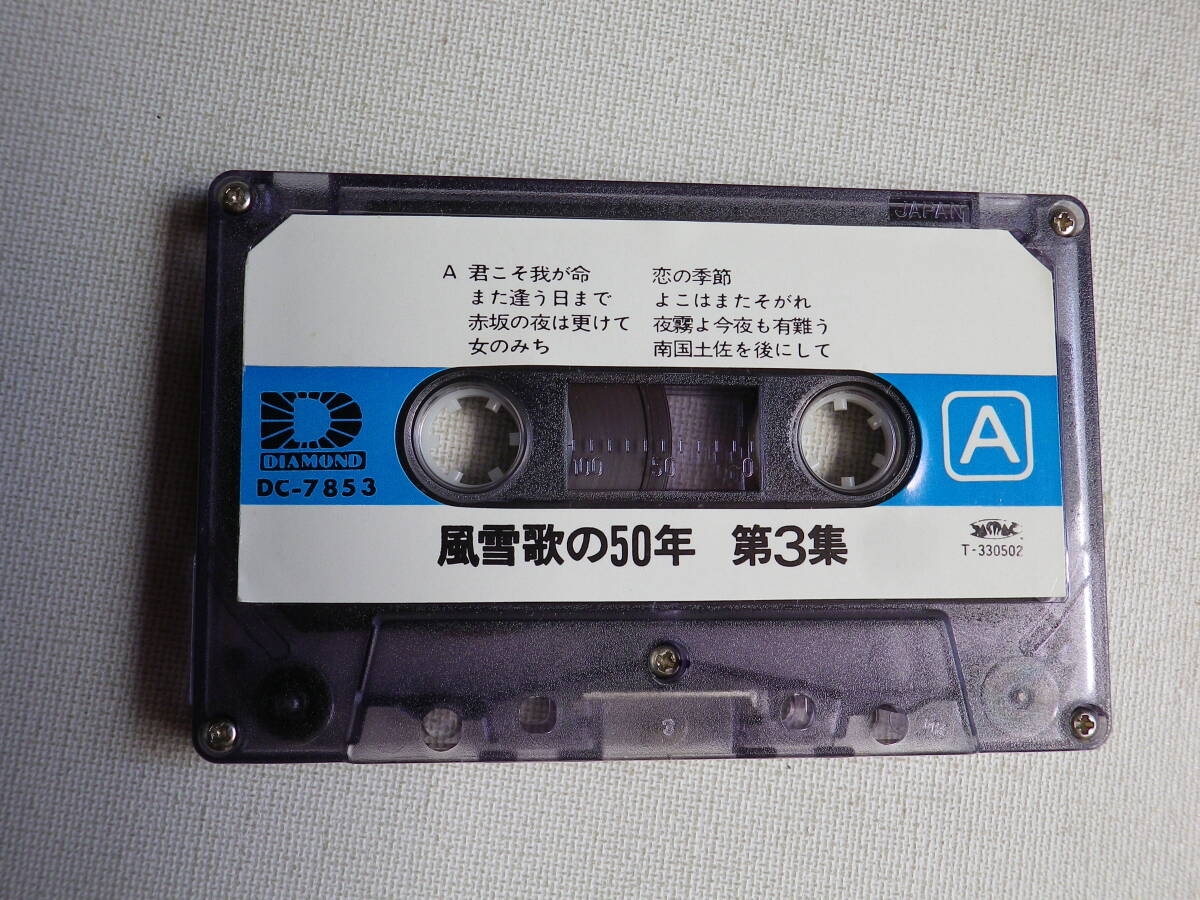 JAPAN
A 君こそ我が命 恋の季節
また逢う日まで よこはまたそがれ
赤坂の夜は更けて 夜霧よ今夜も有難う
女のみち 南国土佐を後にして
D
DIAMOND
DC-7853
100 50 0
A
風雪歌の50年 第3集
T-330502